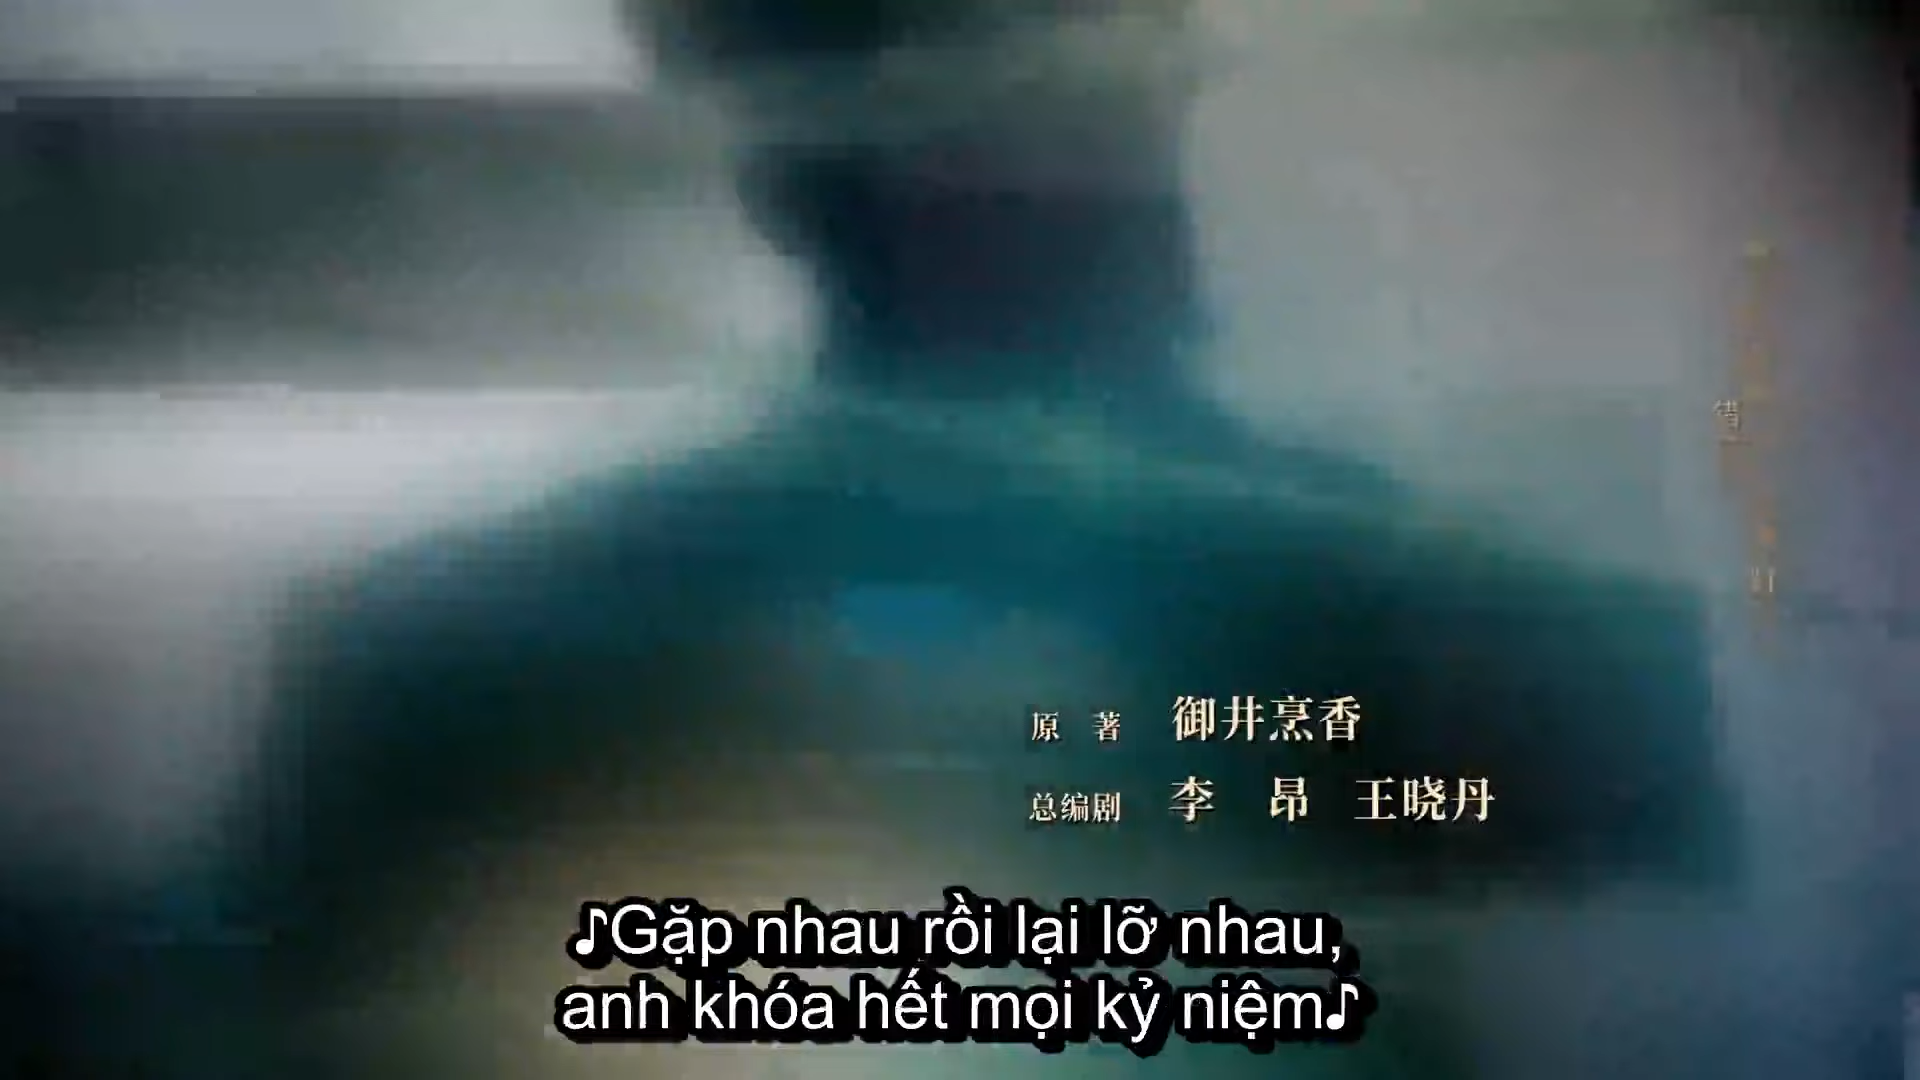 原 著 御井烹香
总编剧 李 昂 王晓丹
♪Gặp nhau rồi lại lỡ nhau,
anh khóa hết mọi kỷ niệm♪